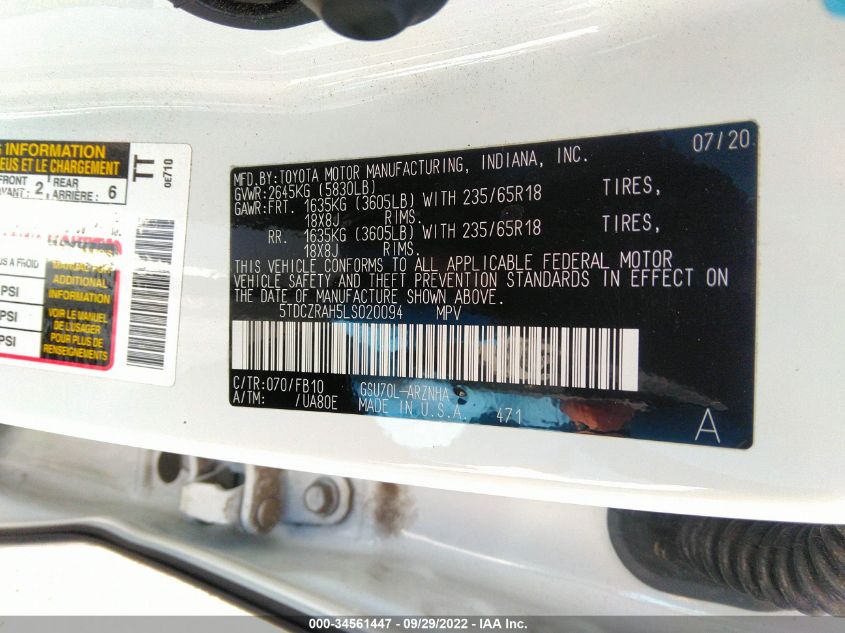 G INFORMATION
EUS ET LE CHARGEMENT
FRONT 2 REAR 6
AVANT: ARRIÈRE:
TT
0E710
S A FROID
ADDITIONAL
INFORMATION
VOIR LE MANUEL
DE L'USAGER
POUR PLUS DE
RENSEIGNEMENTS
PSI
PSI
PSI
07/20
MFD.BY:TOYOTA MOTOR MANUFACTURING, INDIANA, INC.
GVWR:2645KG (5830LB)
GAWR:FRT. 1635KG (3605LB) WITH 235/65R18 TIRES,
18X8J RIMS.
RR. 1635KG (3605LB) WITH 235/65R18 TIRES,
18X8J RIMS.
THIS VEHICLE CONFORMS TO ALL APPLICABLE FEDERAL MOTOR
VEHICLE SAFETY AND THEFT PREVENTION STANDARDS IN EFFECT ON
THE DATE OF MANUFACTURE SHOWN ABOVE.
5TDCZRAH5LS020094 MPV
C/TR:070/FB10 GSU70L-ARZNHA
A/TM: /UA80E MADE IN U.S.A. 471
A
000-34561447 - 09/29/2022 - IAA Inc.